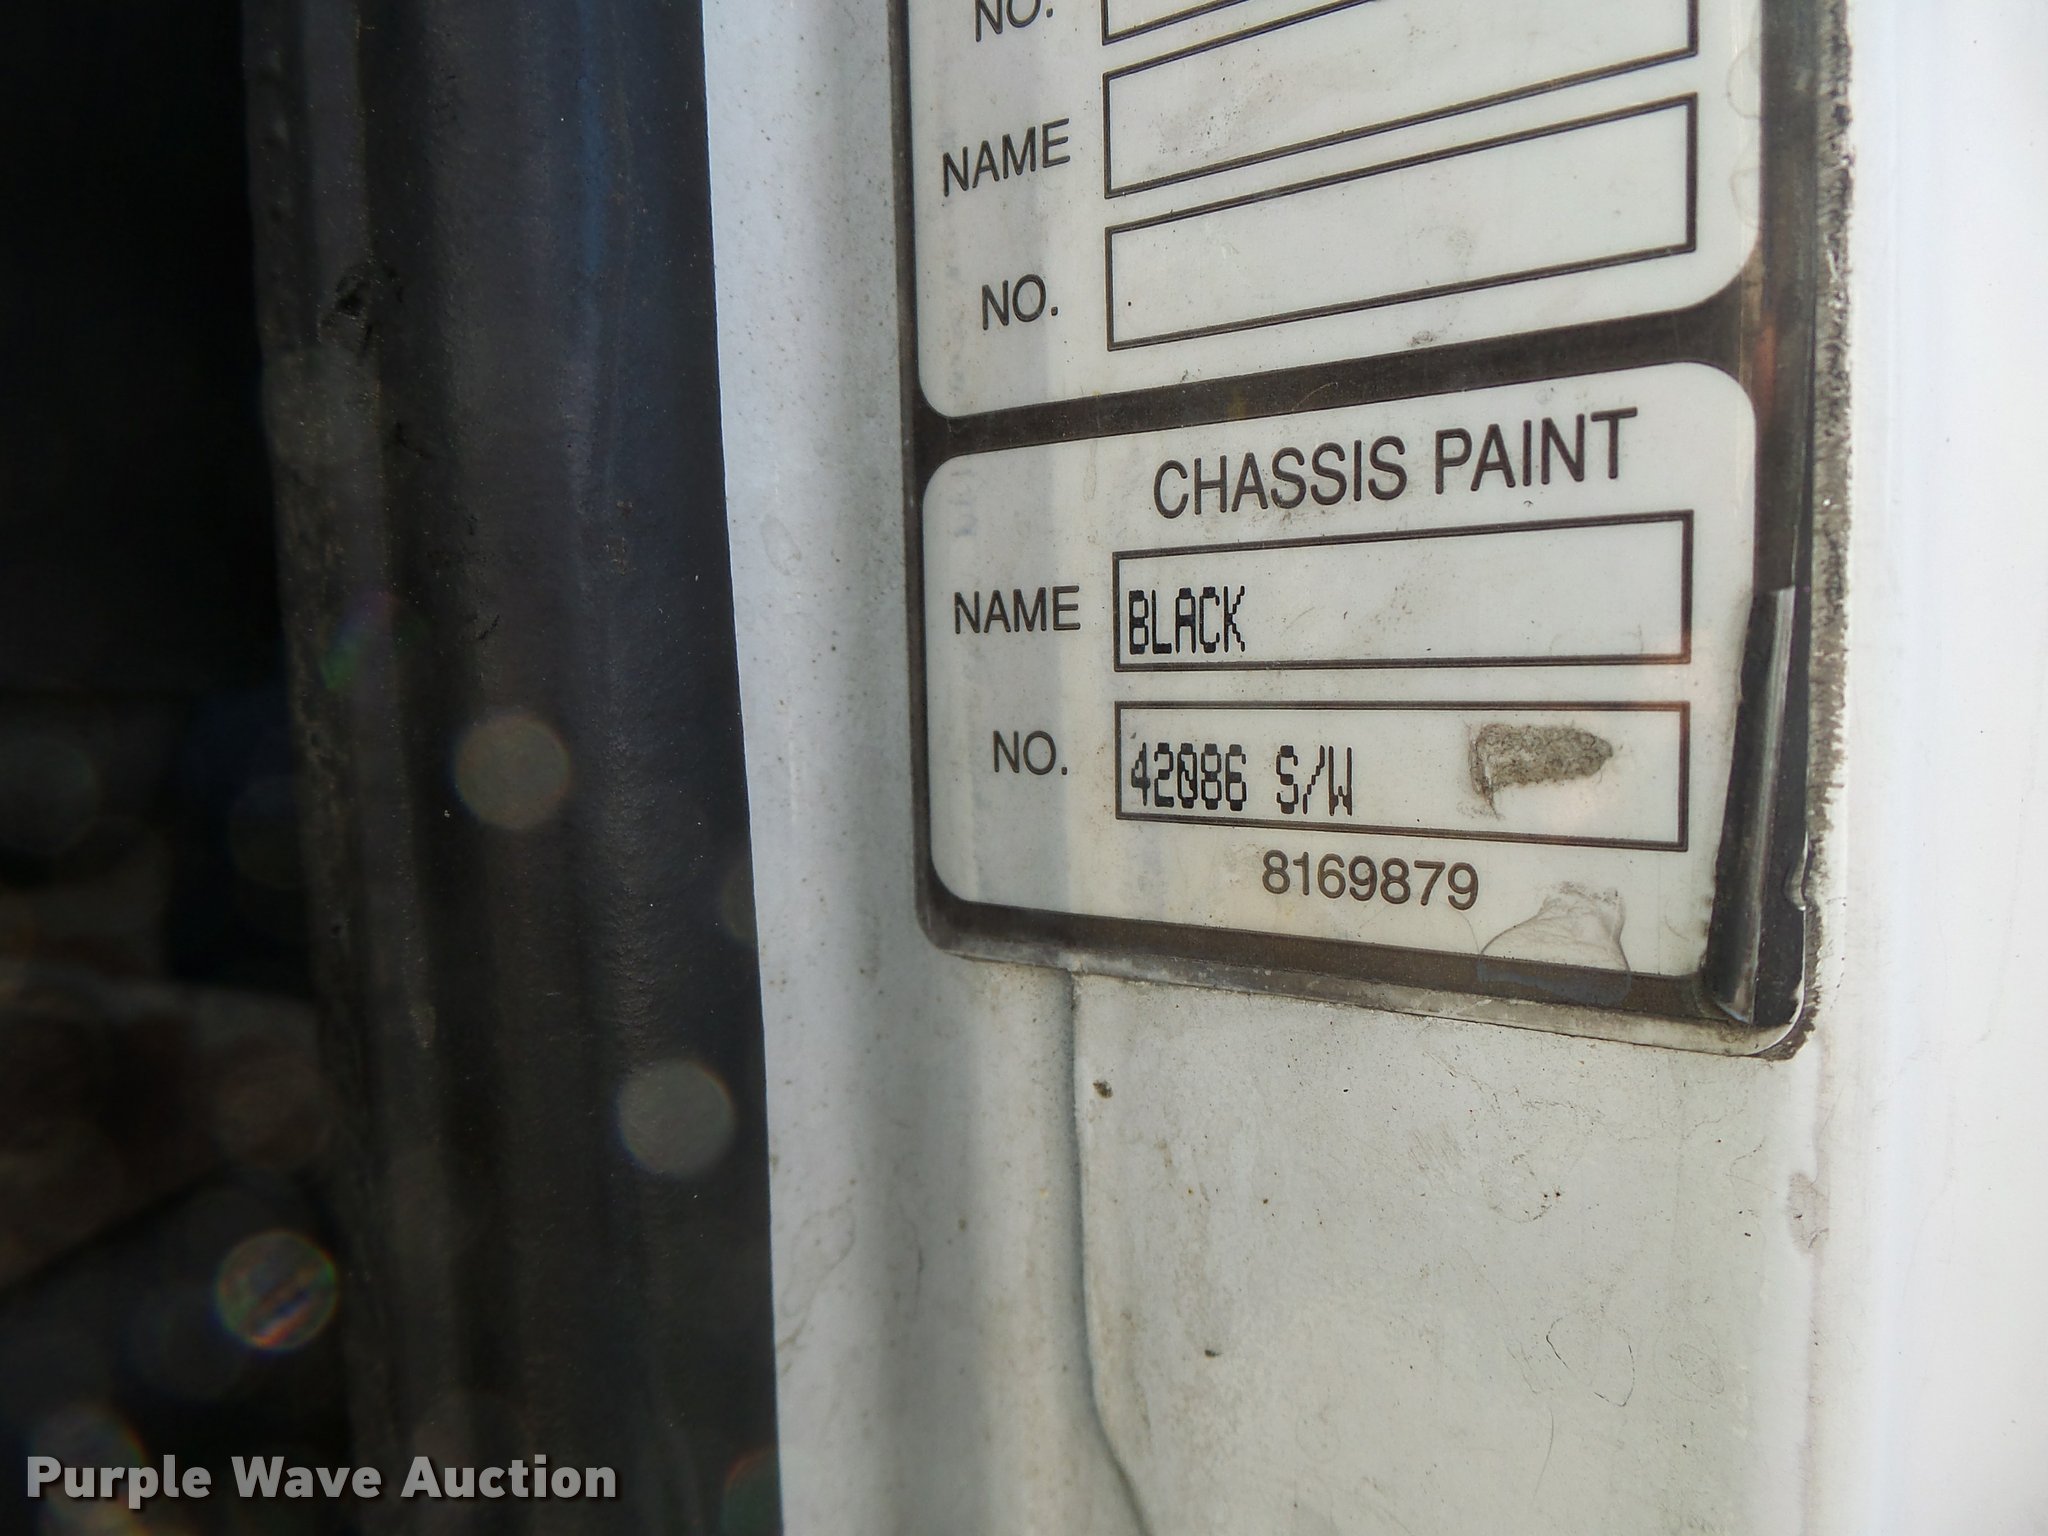 NO.
NAME
NO.
CHASSIS PAINT
NAME BLACK
NO. 42086 S/W
8169879
Purple Wave Auction